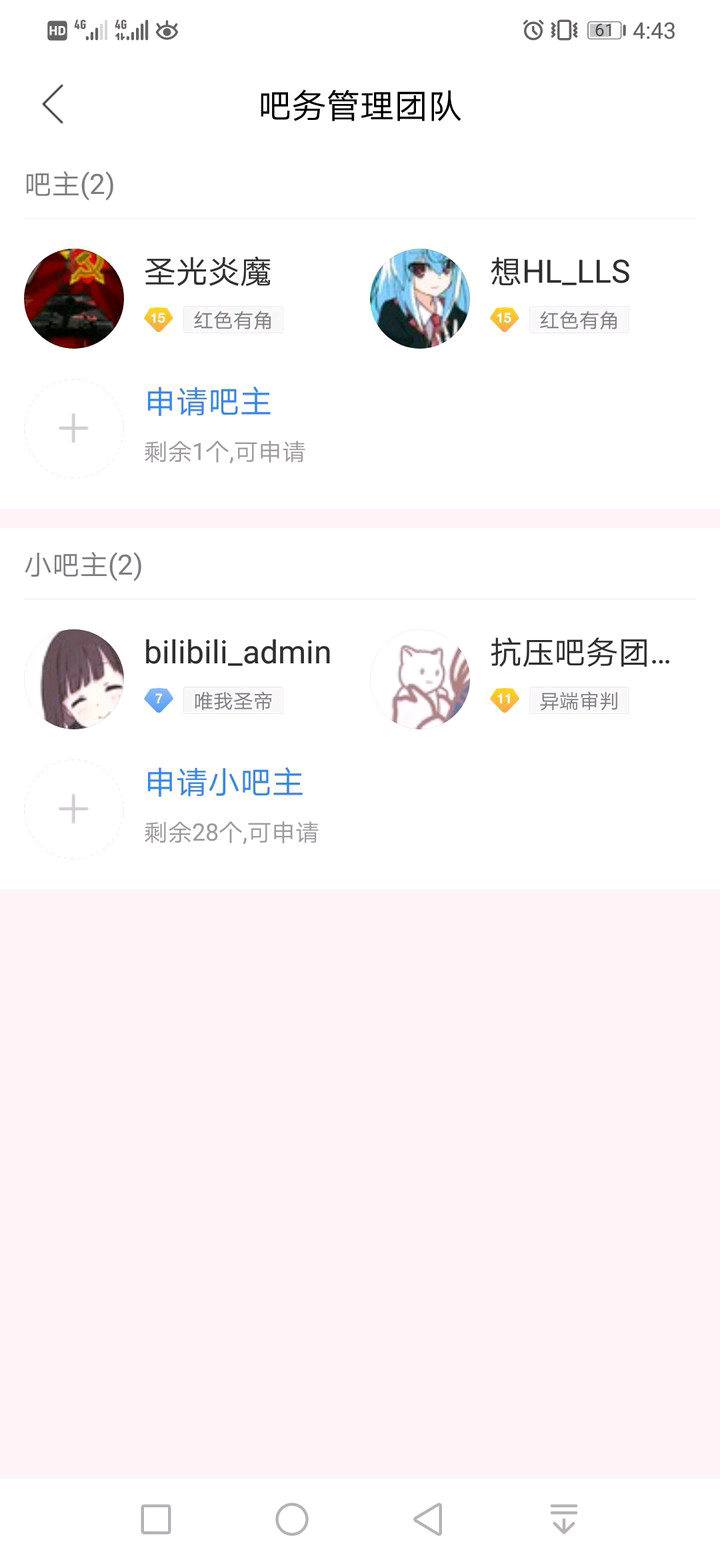 HD 4G 4G 61 4:43
吧务管理团队
吧主(2)
圣光炎魔
15 红色有角
想HL_LLS
15 红色有角
申请吧主
剩余1个,可申请
小吧主(2)
bilibili_admin
7 唯我圣帝
抗压吧务团...
11 异端审判
申请小吧主
剩余28个,可申请